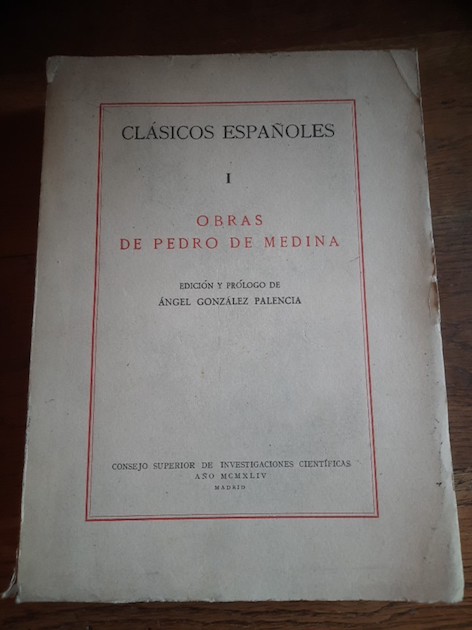 CLÁSICOS ESPAÑOLES
I
OBRAS
DE PEDRO DE MEDINA
EDICIÓN Y PRÓLOGO DE
ÁNGEL GONZÁLEZ PALENCIA
CONSEJO SUPERIOR DE INVESTIGACIONES CIENTÍFICAS
AÑO MCMXLIV
MADRID